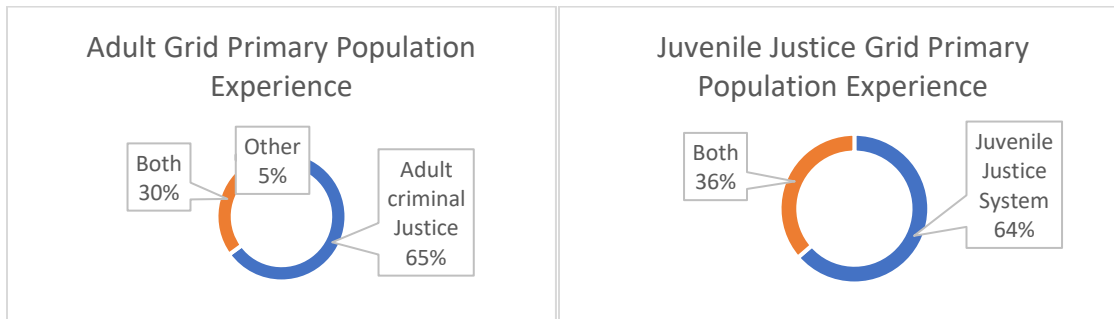 Adult Grid Primary Population
Experience
Both
30%
Other
5%
Adult
criminal
Justice
65%
Juvenile Justice Grid Primary
Population Experience
Both
36%
Juvenile
Justice
System
64%